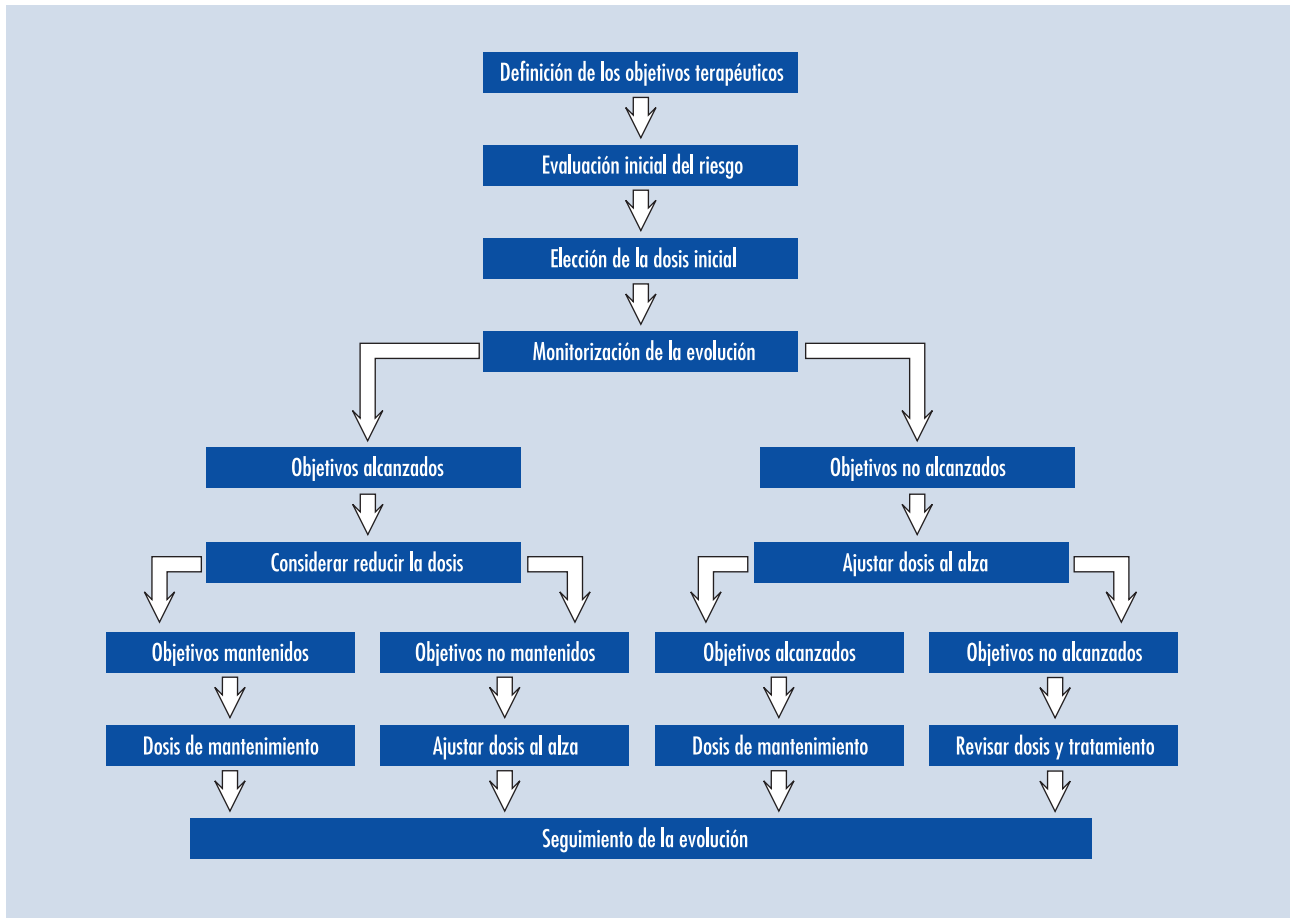 Definición de los objetivos terapéuticos
Evaluación inicial del riesgo
Elección de la dosis inicial
Monitorización de la evolución
Objetivos alcanzados
Objetivos no alcanzados
Considerar reducir la dosis
Ajustar dosis al alza
Objetivos mantenidos
Objetivos no mantenidos
Objetivos alcanzados
Objetivos no alcanzados
Dosis de mantenimiento
Ajustar dosis al alza
Dosis de mantenimiento
Revisar dosis y tratamiento
Seguimiento de la evolución